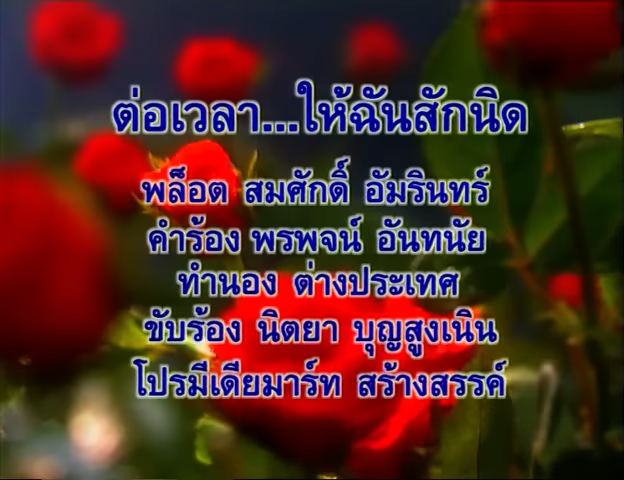 ต่อเวลา...ให้ฉันสักนิด
พล็อต สมศักดิ์ อัมรินทร์
คำร้อง พรพจน์ อันทนัย
ทำนอง ต่างประเทศ
ขับร้อง นิตยา บุญสูงเนิน
โปรมีเดียมาร์ท สร้างสรรค์